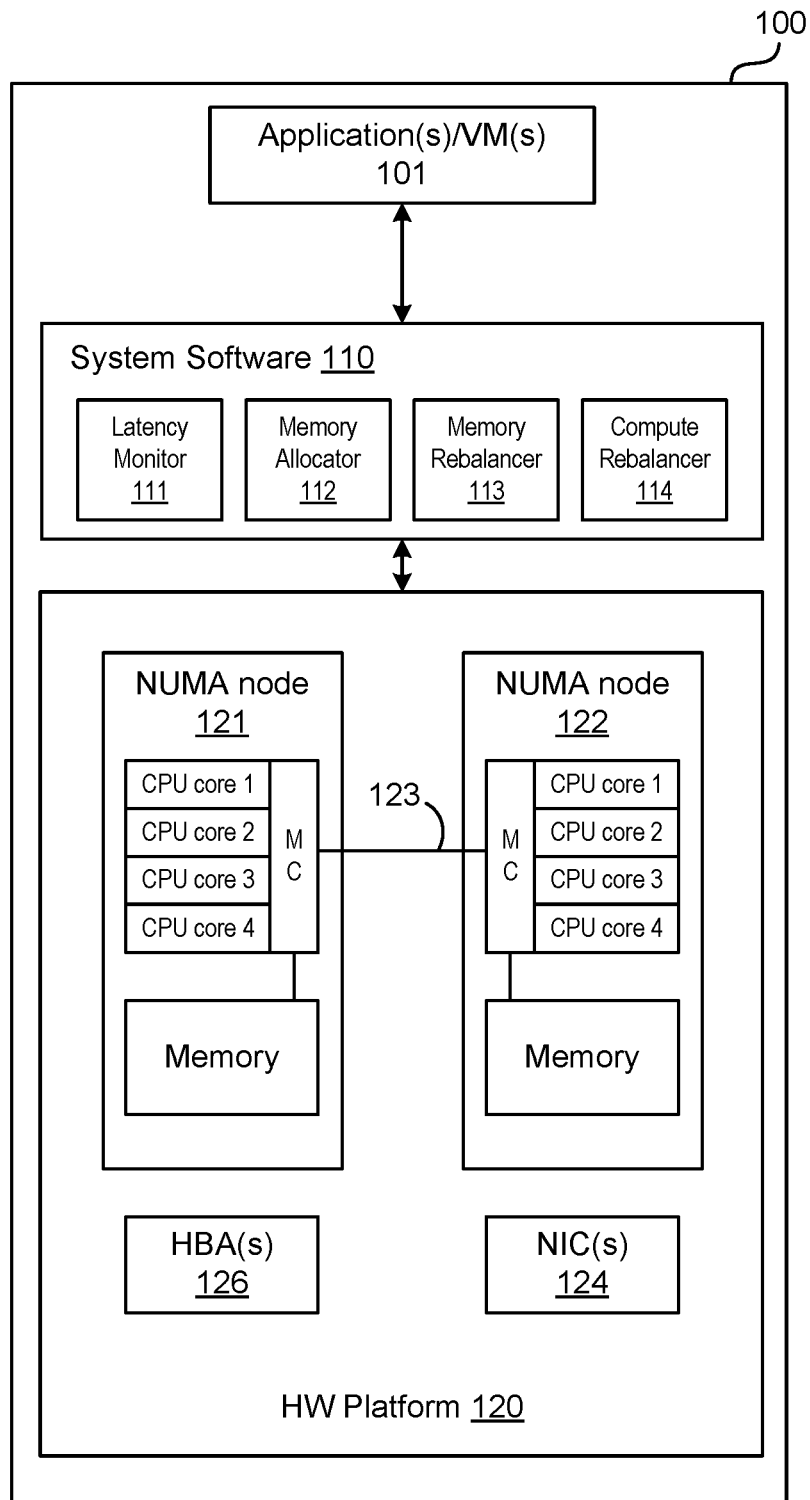 100
Application(s)/VM(s)
101
System Software 110
Latency
Monitor
111
Memory
Allocator
112
Memory
Rebalancer
113
Compute
Rebalancer
114
NUMA node
121
CPU core 1
CPU core 2
CPU core 3
CPU core 4
M
C
Memory
123
NUMA node
122
M
C
CPU core 1
CPU core 2
CPU core 3
CPU core 4
Memory
HBA(s)
126
NIC(s)
124
HW Platform 120